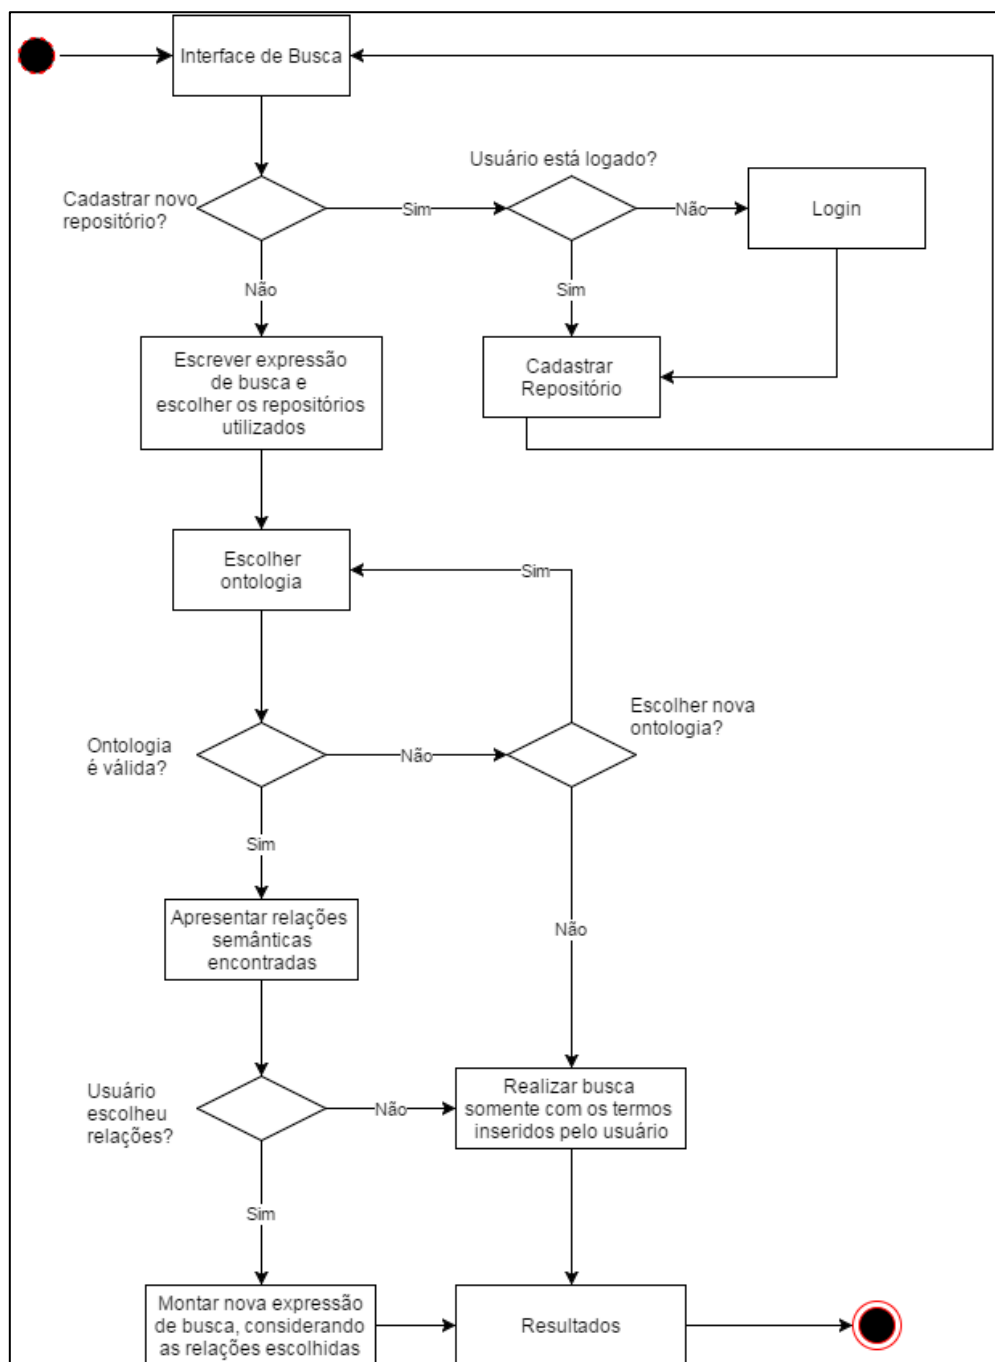 Interface de Busca
Usuário está logado?
Cadastrar novo
repositório?
Sim
Não
Login
Não
Sim
Escrever expressão
de busca e
escolher os repositórios
utilizados
Cadastrar
Repositório
Escolher
ontologia
Sim
Escolher nova
ontologia?
Ontologia
é válida?
Não
Sim
Apresentar relações
semânticas
encontradas
Não
Usuário
escolheu
relações?
Não
Realizar busca
somente com os termos
inseridos pelo usuário
Sim
Montar nova expressão
de busca, considerando
as relações escolhidas
Resultados